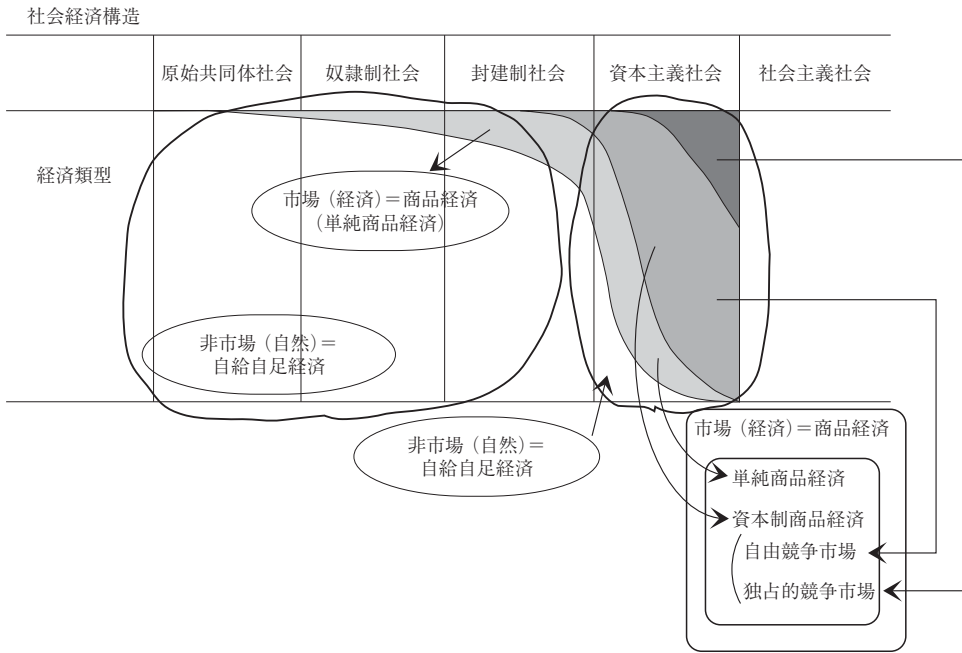 社会経済構造
原始共同体社会 奴隷制社会 封建制社会 資本主義社会 社会主義社会
経済類型
市場（経済）＝商品経済
（単純商品経済）
非市場（自然）＝
自給自足経済
非市場（自然）＝
自給自足経済
市場（経済）＝商品経済
単純商品経済
資本制商品経済
自由競争市場
独占的競争市場